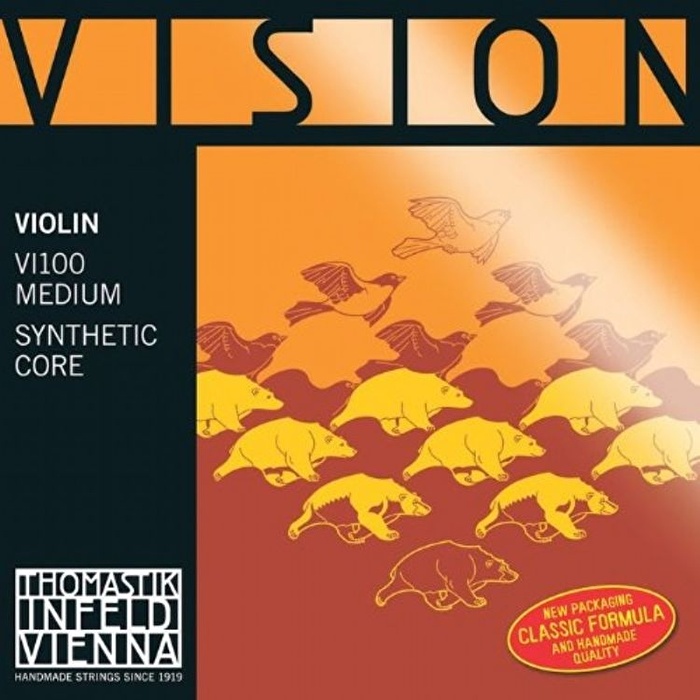 VISION
VIOLIN
VI100
MEDIUM
SYNTHETIC
CORE
THOMASTIK
INFELD
VIENNA
HANDMADE STRINGS SINCE 1919
NEW PACKAGING
CLASSIC FORMULA
AND HANDMADE
QUALITY